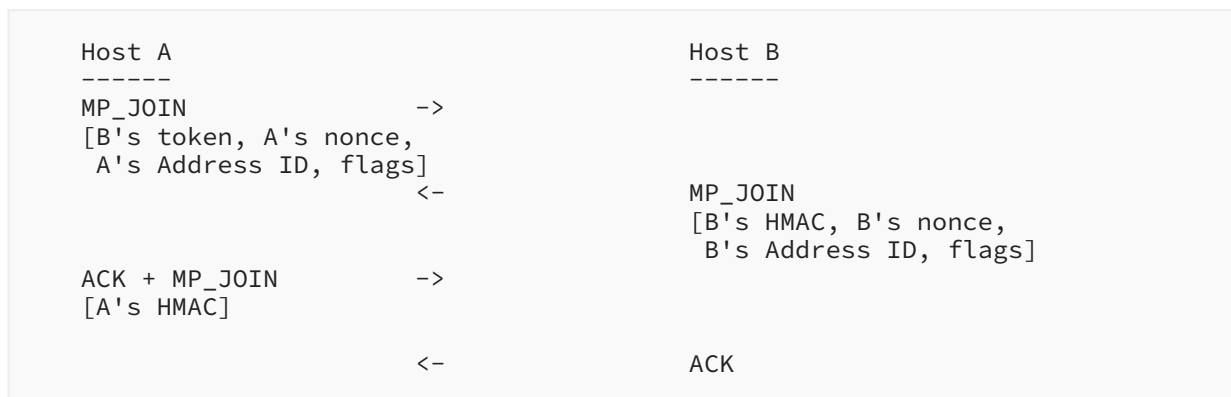 Host A                                  Host B
------                                  ------
MP_JOIN               ->
[B's token, A's nonce,
 A's Address ID, flags]
                      <-                MP_JOIN
                                        [B's HMAC, B's nonce,
                                         B's Address ID, flags]
ACK + MP_JOIN         ->
[A's HMAC]
                      <-                ACK